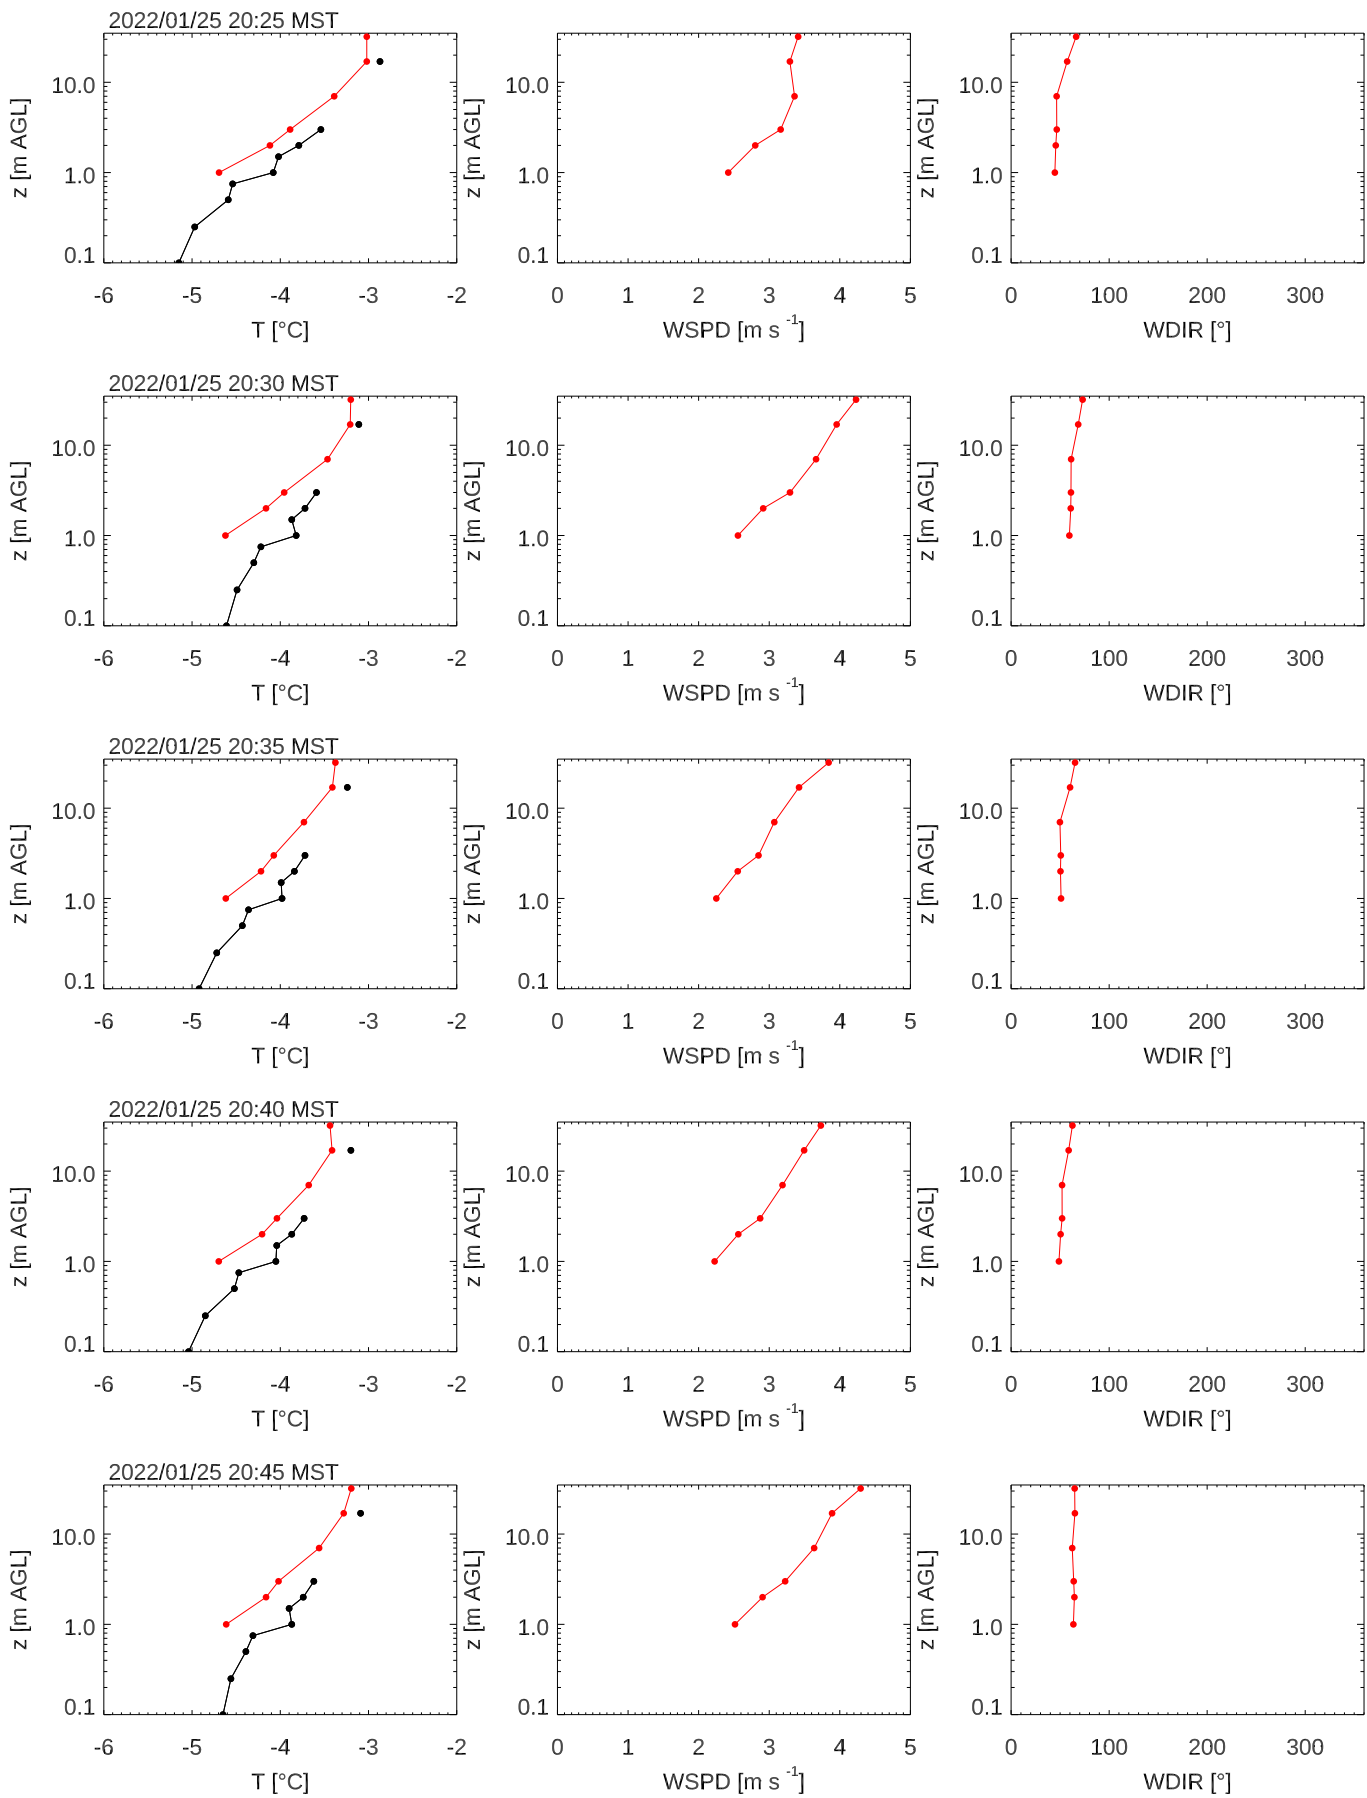 2022/01/25 20:25 MST
z [m AGL] 10.0 1.0 0.1
-6 -5 -4 -3 -2
T [°C]
z [m AGL] 10.0 1.0 0.1
0 1 2 3 4 5
WSPD [m s -1]
z [m AGL] 10.0 1.0 0.1
0 100 200 300
WDIR [°]
2022/01/25 20:30 MST
z [m AGL] 10.0 1.0 0.1
-6 -5 -4 -3 -2
T [°C]
z [m AGL] 10.0 1.0 0.1
0 1 2 3 4 5
WSPD [m s -1]
z [m AGL] 10.0 1.0 0.1
0 100 200 300
WDIR [°]
2022/01/25 20:35 MST
z [m AGL] 10.0 1.0 0.1
-6 -5 -4 -3 -2
T [°C]
z [m AGL] 10.0 1.0 0.1
0 1 2 3 4 5
WSPD [m s -1]
z [m AGL] 10.0 1.0 0.1
0 100 200 300
WDIR [°]
2022/01/25 20:40 MST
z [m AGL] 10.0 1.0 0.1
-6 -5 -4 -3 -2
T [°C]
z [m AGL] 10.0 1.0 0.1
0 1 2 3 4 5
WSPD [m s -1]
z [m AGL] 10.0 1.0 0.1
0 100 200 300
WDIR [°]
2022/01/25 20:45 MST
z [m AGL] 10.0 1.0 0.1
-6 -5 -4 -3 -2
T [°C]
z [m AGL] 10.0 1.0 0.1
0 1 2 3 4 5
WSPD [m s -1]
z [m AGL] 10.0 1.0 0.1
0 100 200 300
WDIR [°]